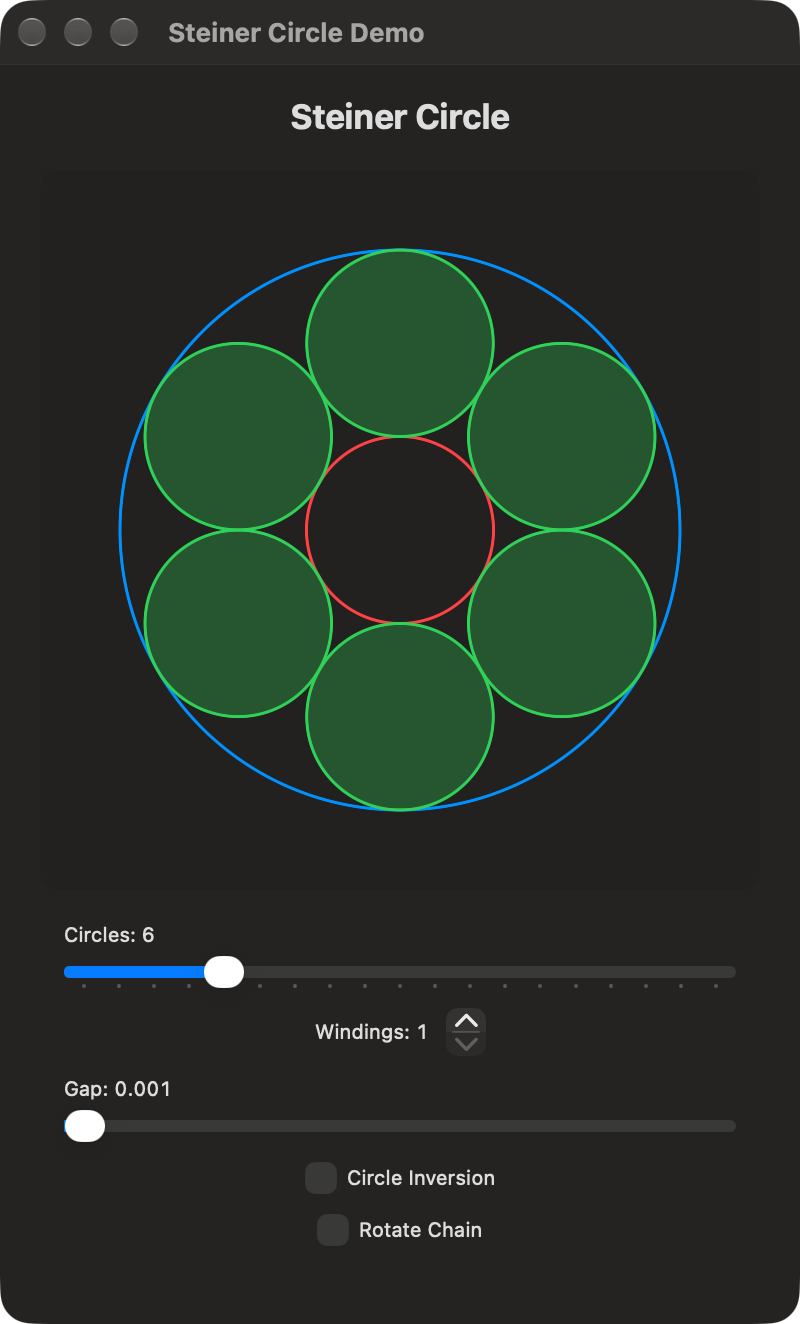 Steiner Circle Demo
Steiner Circle
Circles: 6
Windings: 1
Gap: 0.001
Circle Inversion
Rotate Chain